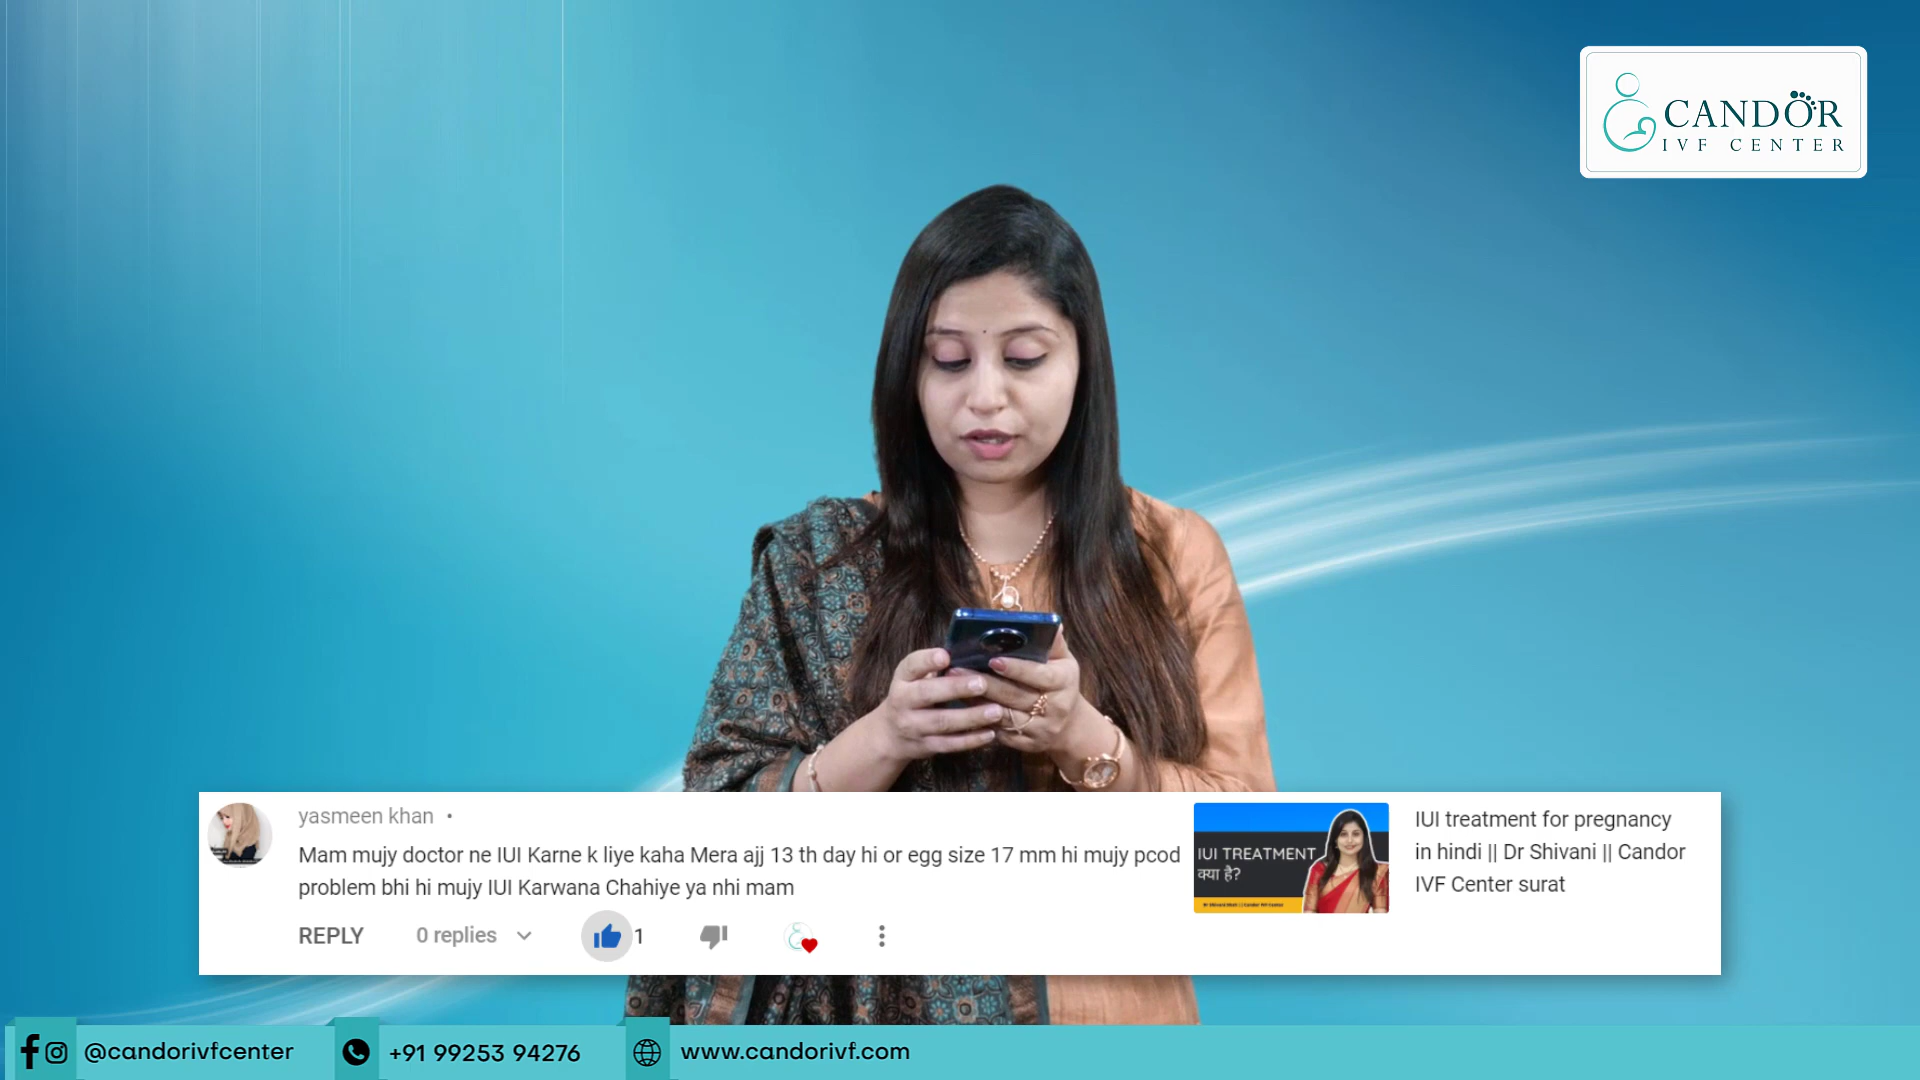 CANDOR
IVF CENTER
yasmeen khan •
Mam mujy doctor ne IUI Karne k liye kaha Mera ajj 13 th day hi or egg size 17 mm hi mujy pcod
problem bhi hi mujy IUI Karwana Chahiye ya nhi mam
REPLY 0 replies 1
IUI TREATMENT
क्या है?
IUI treatment for pregnancy
in hindi || Dr Shivani || Candor
IVF Center surat
@candorivfcenter +91 99253 94276 www.candorivf.com